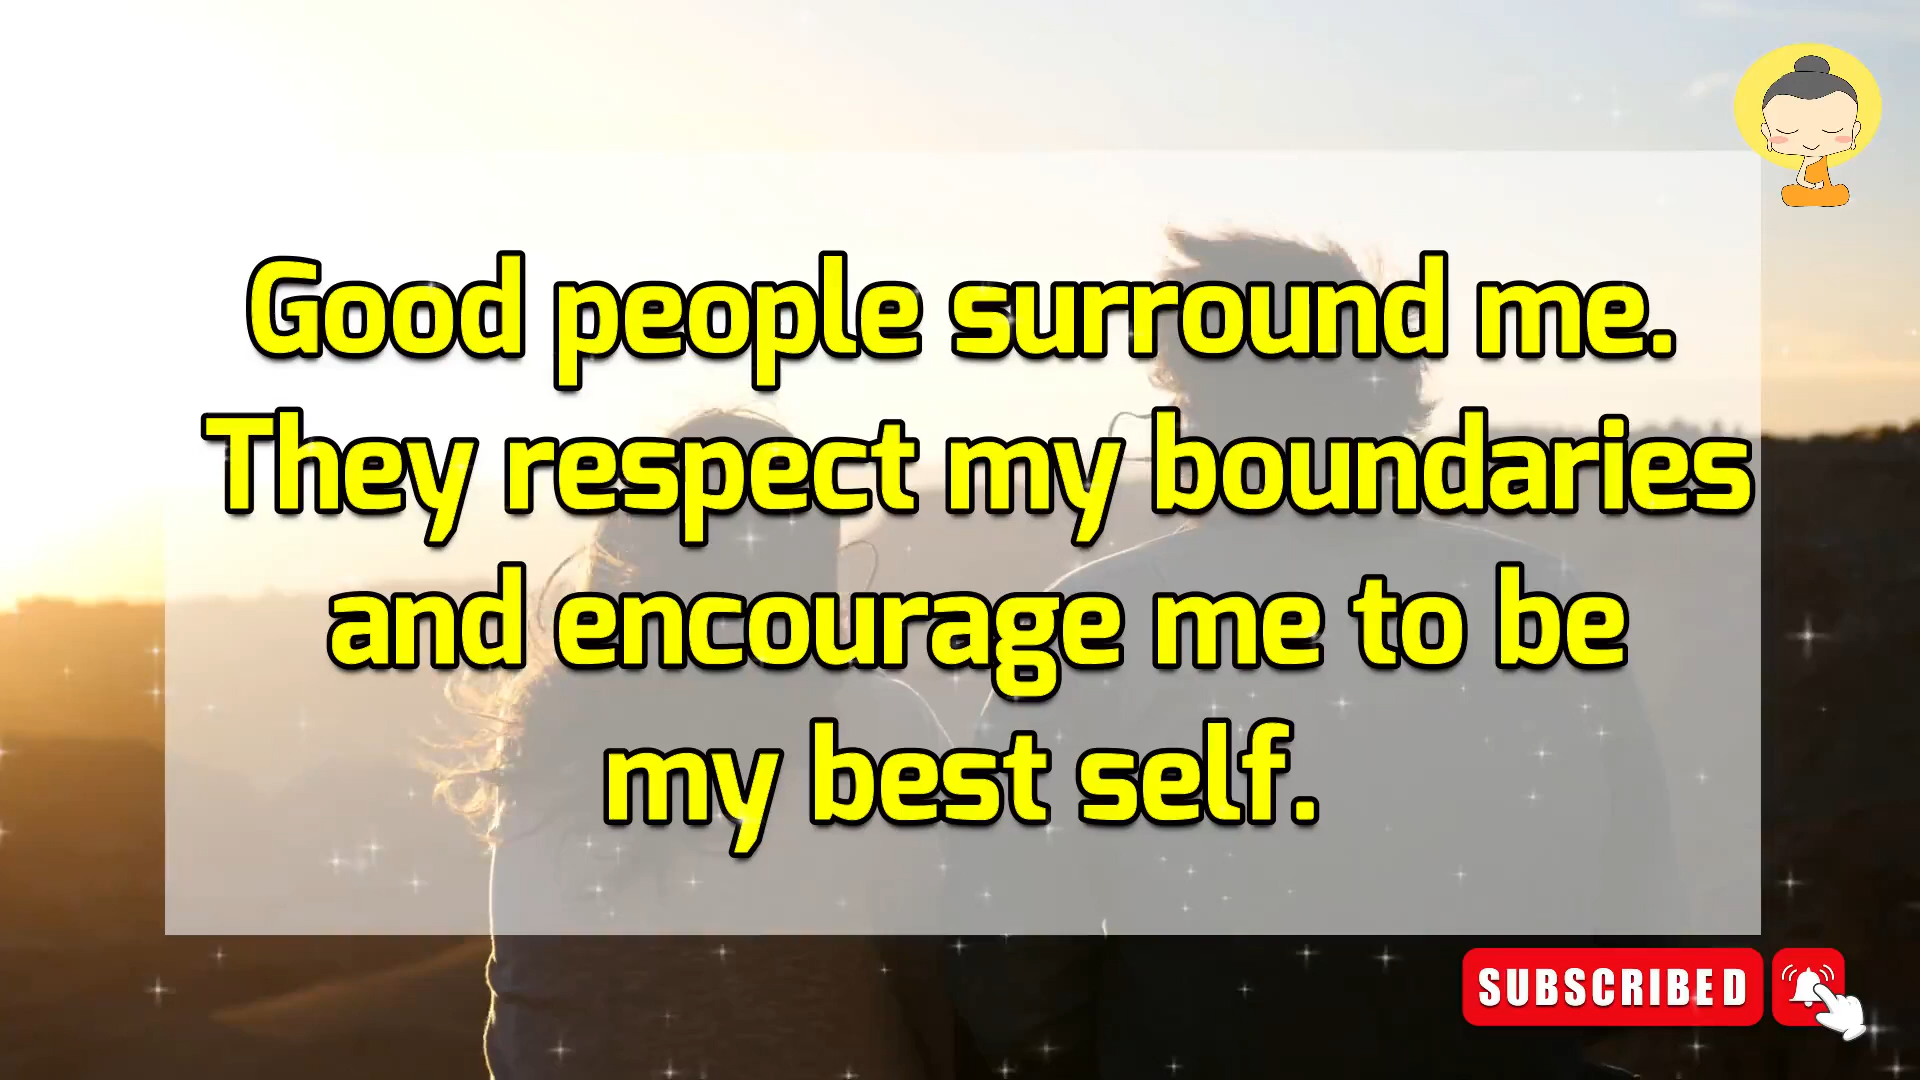 Good people surround me.
They respect my boundaries
and encourage me to be
my best self.
SUBSCRIBED